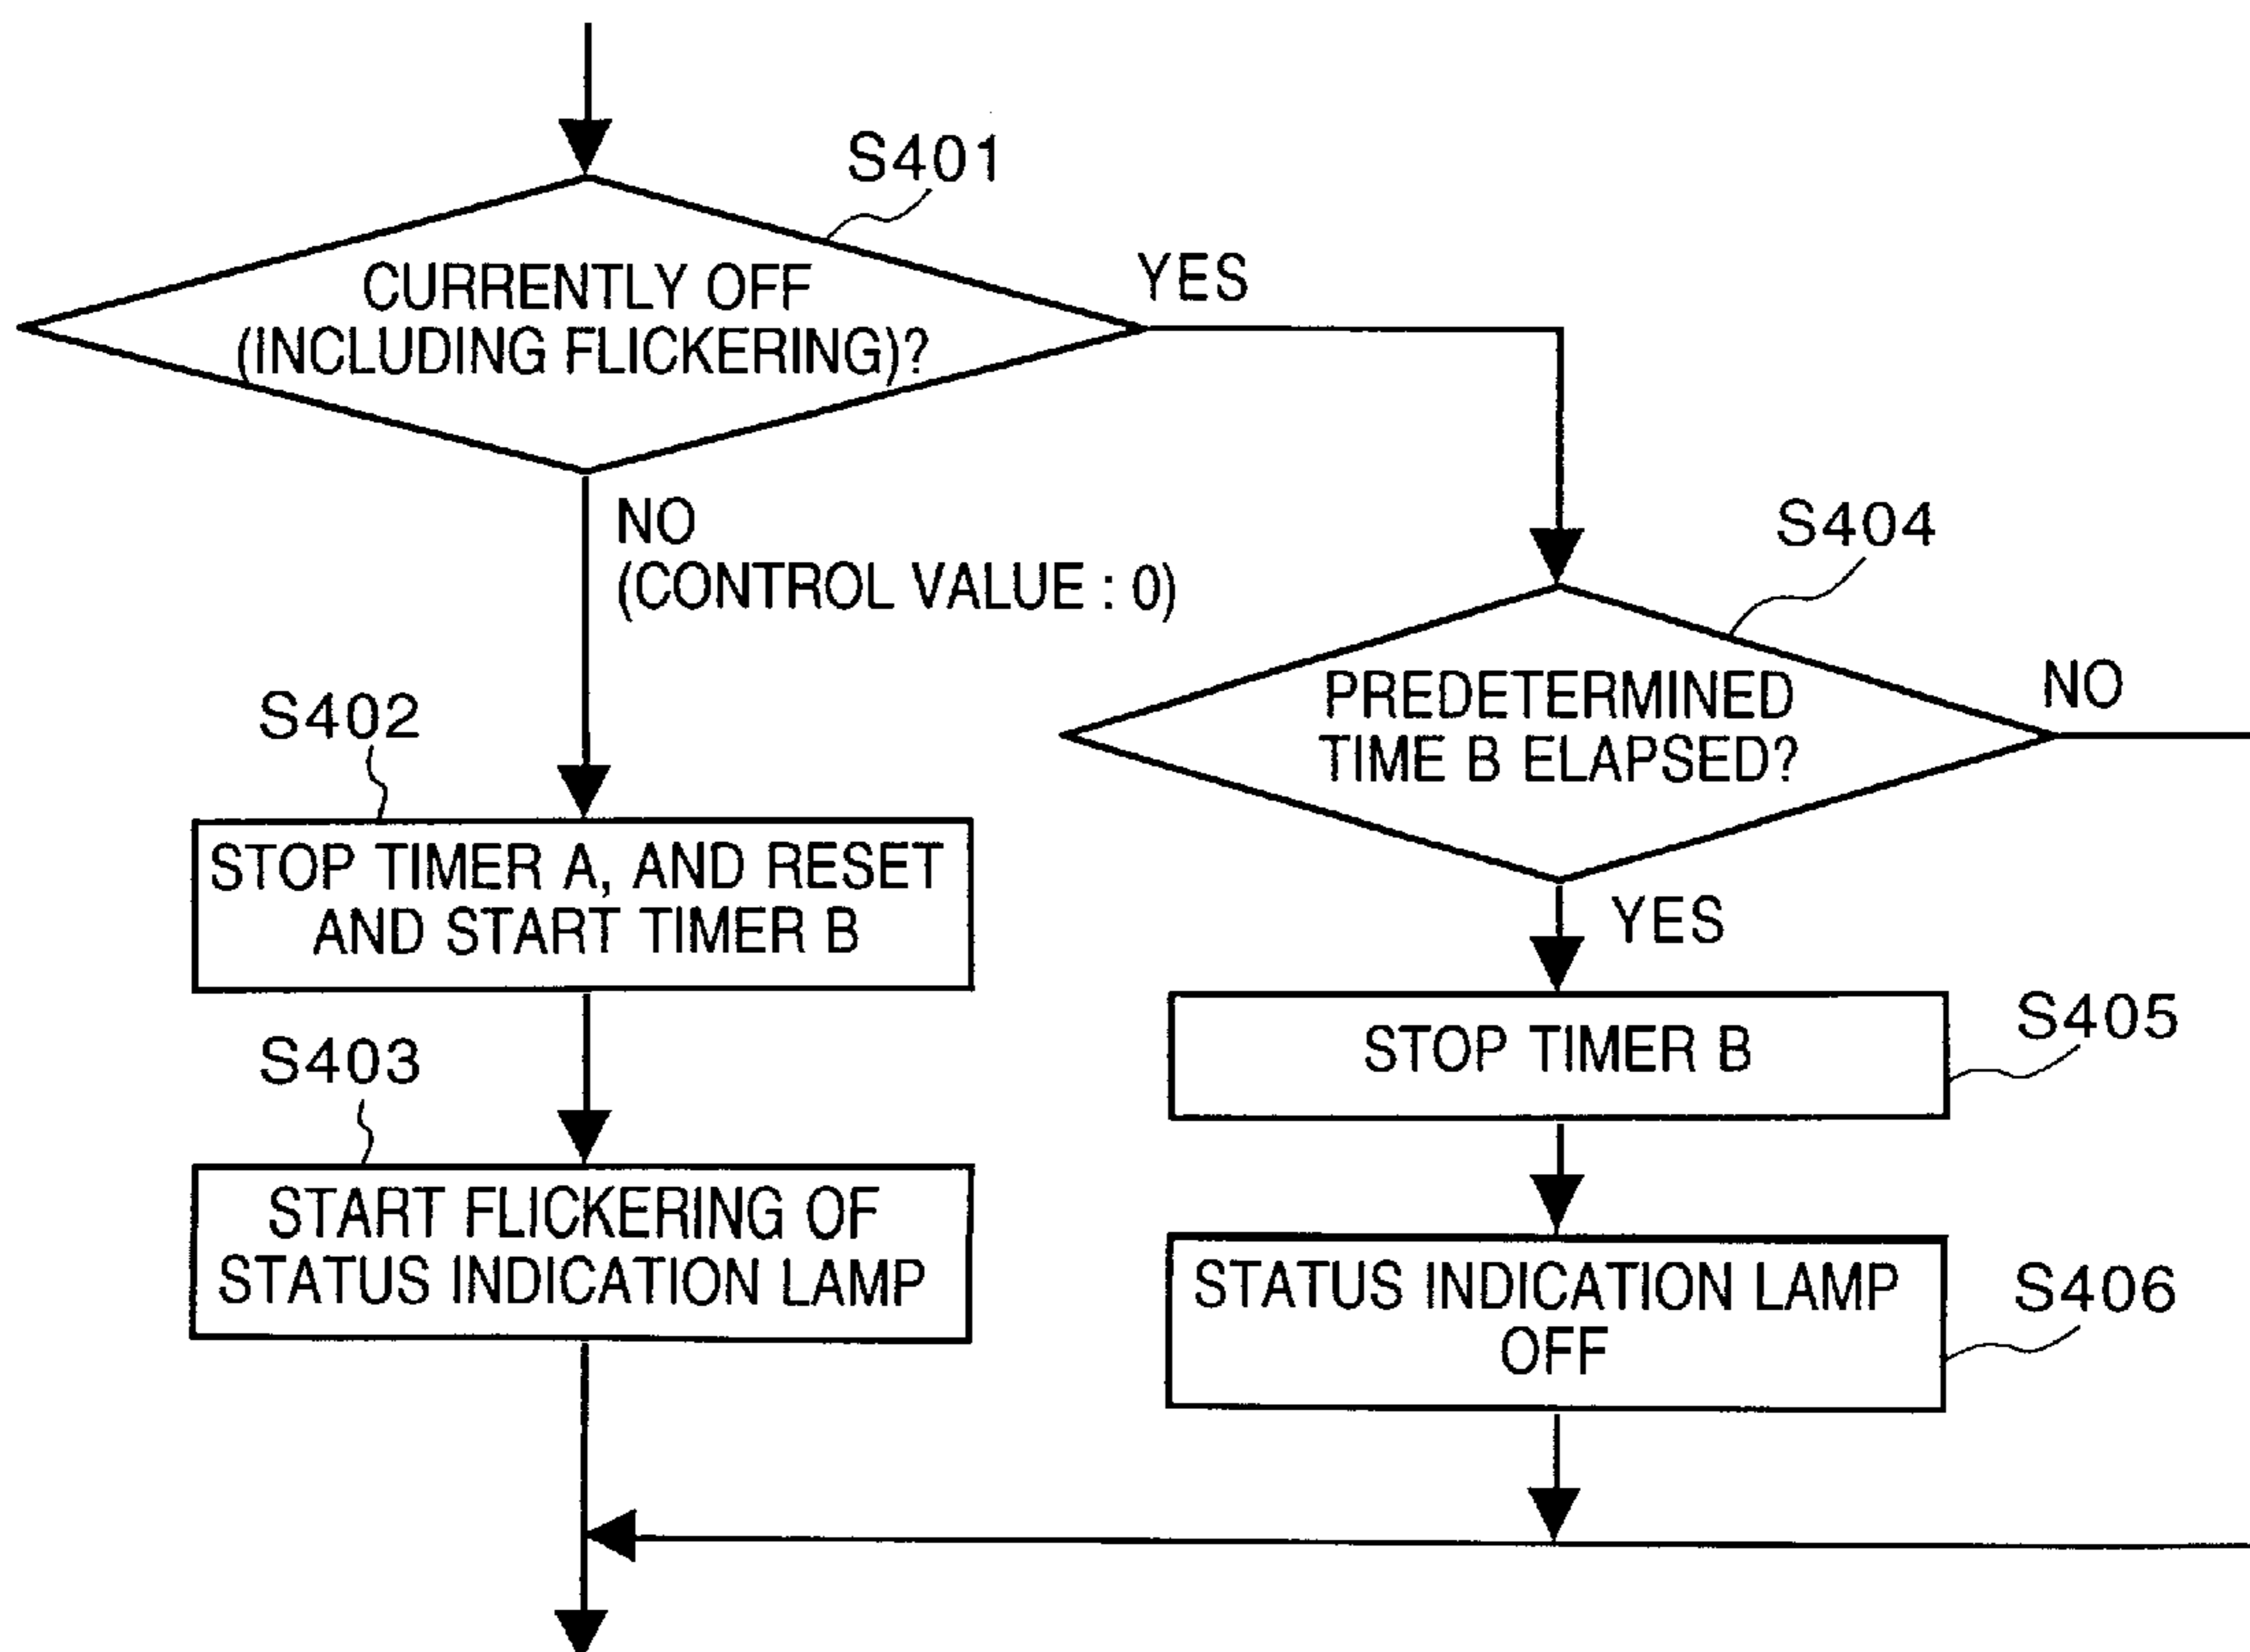 S401
CURRENTLY OFF
(INCLUDING FLICKERING)?
YES
NO
(CONTROL VALUE : 0)
S404
PREDETERMINED
TIME B ELAPSED?
NO
YES
S402
STOP TIMER A, AND RESET
AND START TIMER B
S403
START FLICKERING OF
STATUS INDICATION LAMP
STOP TIMER B
S405
STATUS INDICATION LAMP
OFF
S406